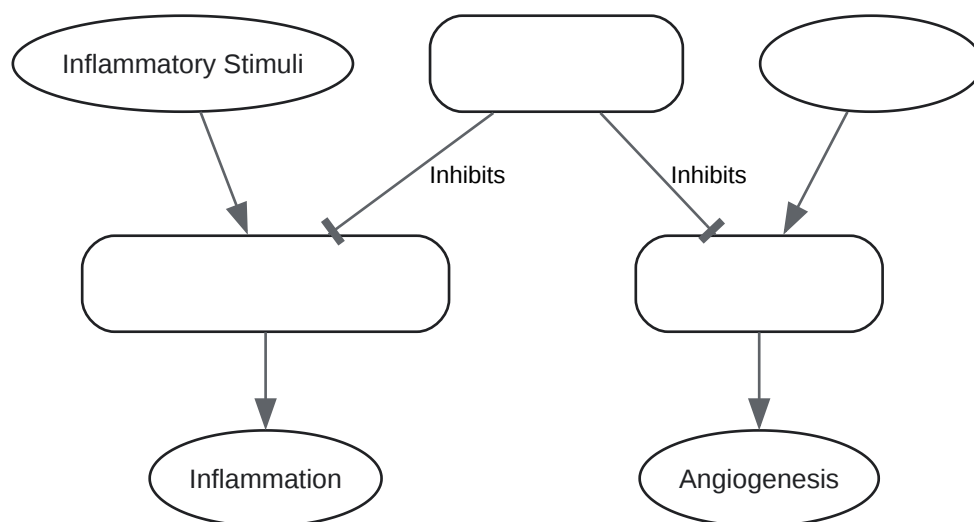 Inflammatory Stimuli
Inhibits
Inhibits
Inflammation
Angiogenesis